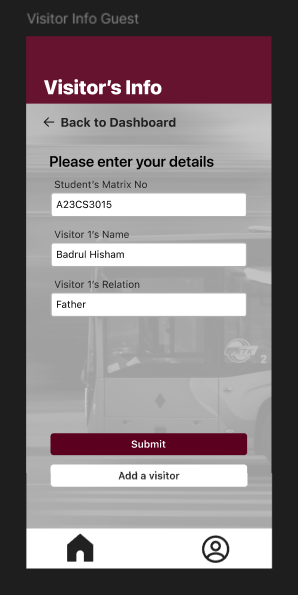 Visitor Info Guest
Visitor's Info
← Back to Dashboard
Please enter your details
Student's Matrix No
A23CS3015
Visitor 1's Name
Badrul Hisham
Visitor 1's Relation
Father
2
Submit
Add a visitor